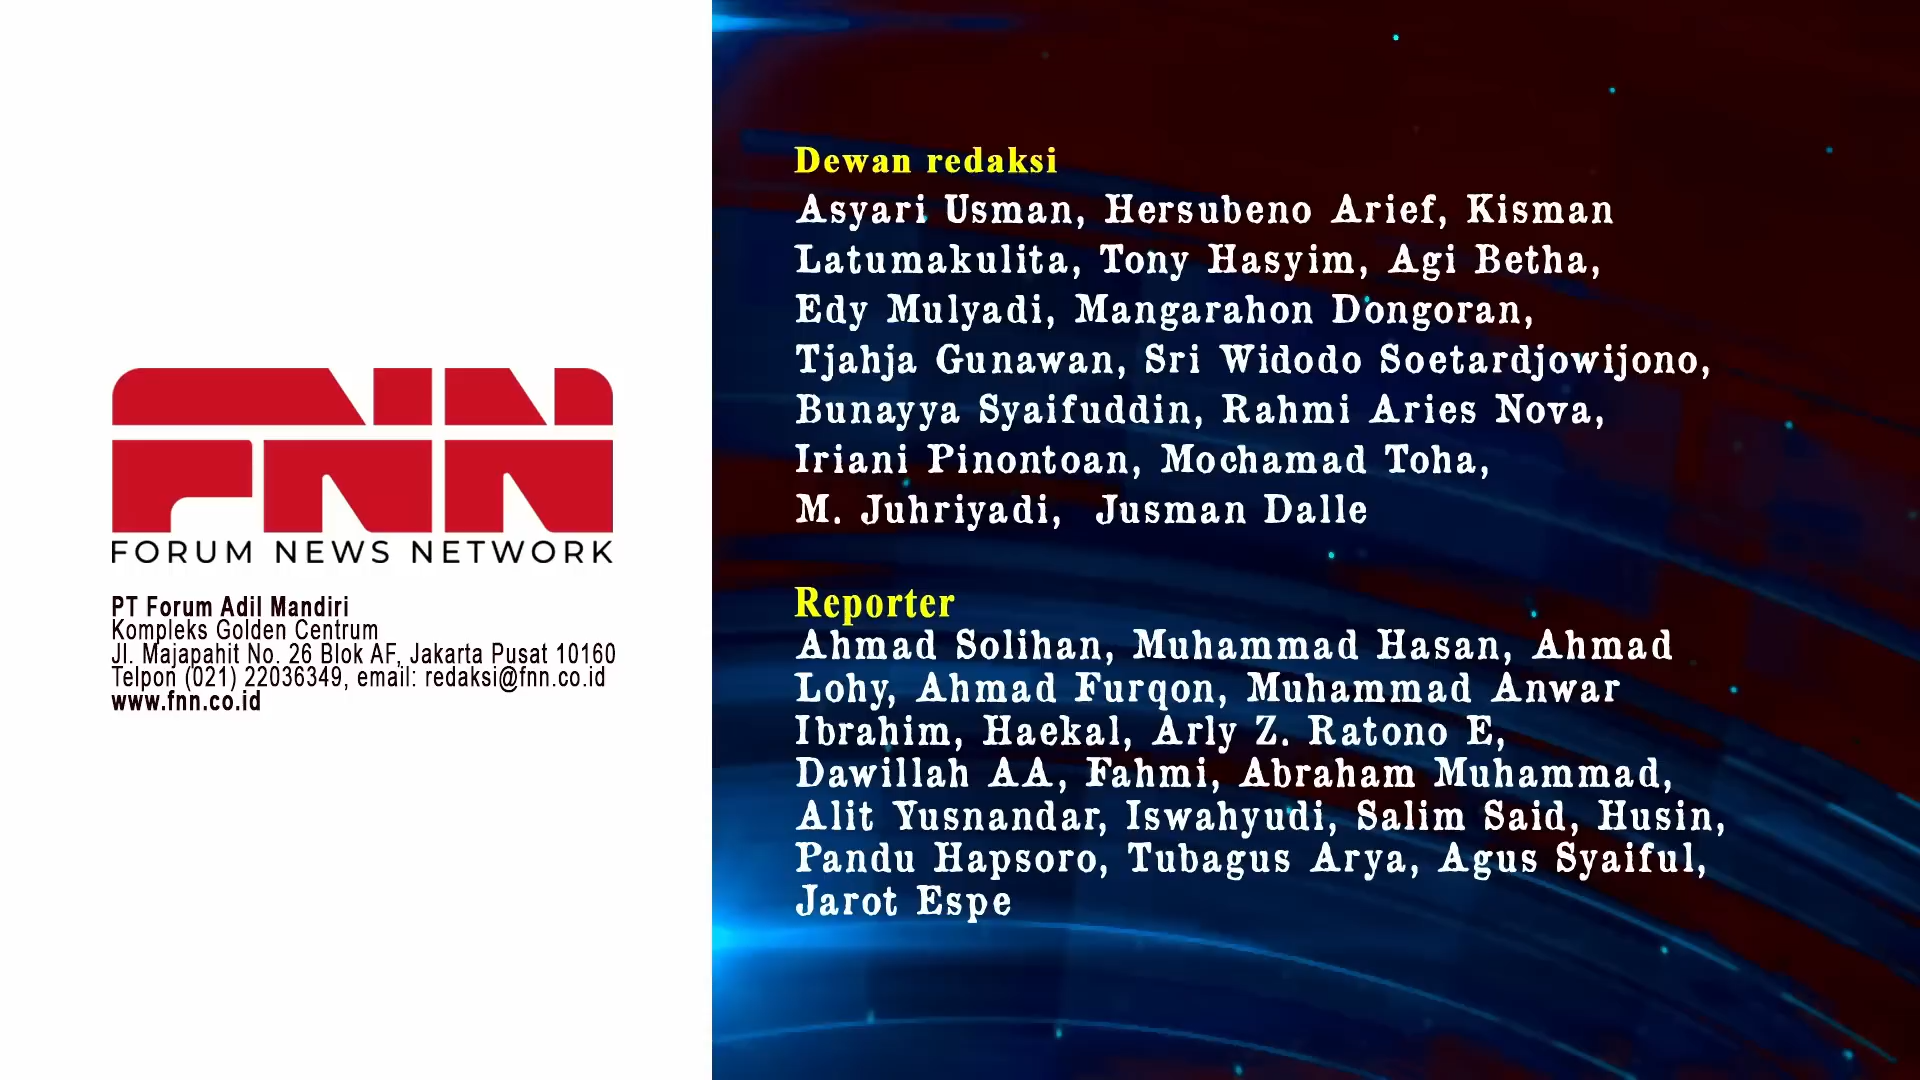 FNN
FORUM NEWS NETWORK
PT Forum Adil Mandiri
Kompleks Golden Centrum
Jl. Majapahit No. 26 Blok AF, Jakarta Pusat 10160
Telpon (021) 22036349, email: redaksi@fnn.co.id
www.fnn.co.id
Dewan redaksi
Asyari Usman, Hersubeno Arief, Kisman
Latumakulita, Tony Hasyim, Agi Betha,
Edy Mulyadi, Mangarahon Dongoran,
Tjahja Gunawan, Sri Widodo Soetardjowijono,
Bunayya Syaifuddin, Rahmi Aries Nova,
Iriani Pinontoan, Mochamad Toha,
M. Juhriyadi,  Jusman Dalle
Reporter
Ahmad Solihan, Muhammad Hasan, Ahmad
Lohy, Ahmad Furqon, Muhammad Anwar
Ibrahim, Haekal, Arly Z. Ratono E,
Dawillah AA, Fahmi, Abraham Muhammad,
Alit Yusnandar, Iswahyudi, Salim Said, Husin,
Pandu Hapsoro, Tubagus Arya, Agus Syaiful,
Jarot Espe